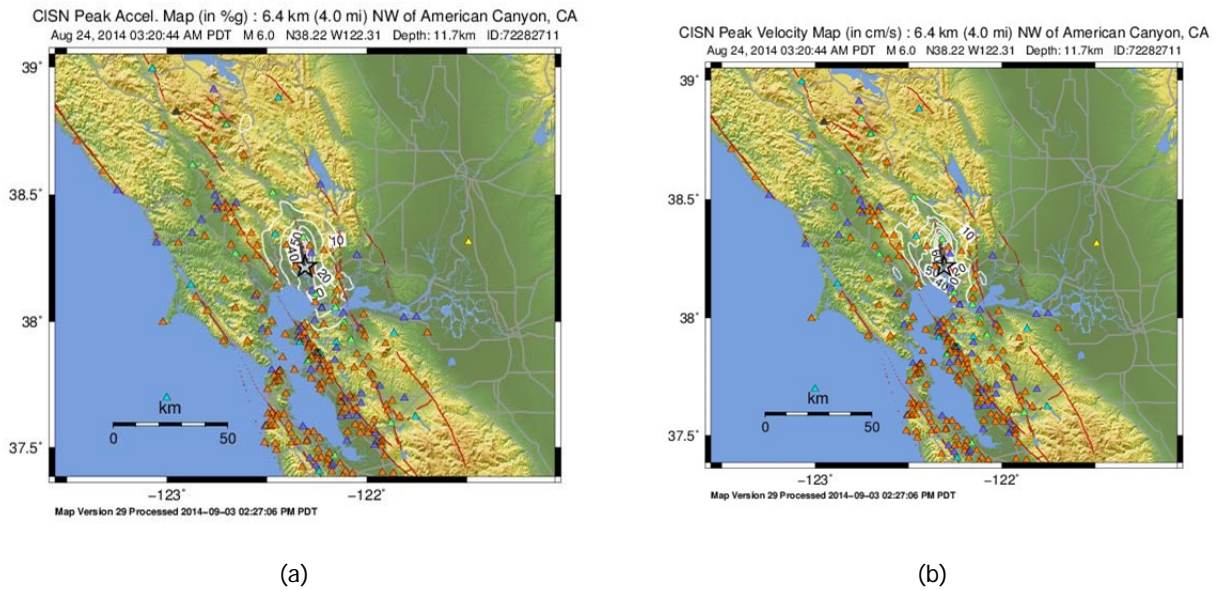 CISN Peak Accel. Map (in %g) : 6.4 km (4.0 mi) NW of American Canyon, CA
Aug 24, 2014 03:20:44 AM PDT M 6.0 N38.22 W122.31 Depth: 11.7km ID:72282711
39˚
38.5˚
10
50
40
20
38˚
km
0 50
37.5˚
−123˚ −122˚
Map Version 29 Processed 2014−09−03 02:27:06 PM PDT
(a)
CISN Peak Velocity Map (in cm/s) : 6.4 km (4.0 mi) NW of American Canyon, CA
Aug 24, 2014 03:20:44 AM PDT M 6.0 N38.22 W122.31 Depth: 11.7km ID:72282711
39˚
38.5˚
10
60
50 20
40
38˚
km
0 50
37.5˚
−123˚ −122˚
Map Version 29 Processed 2014−09−03 02:27:06 PM PDT
(b)